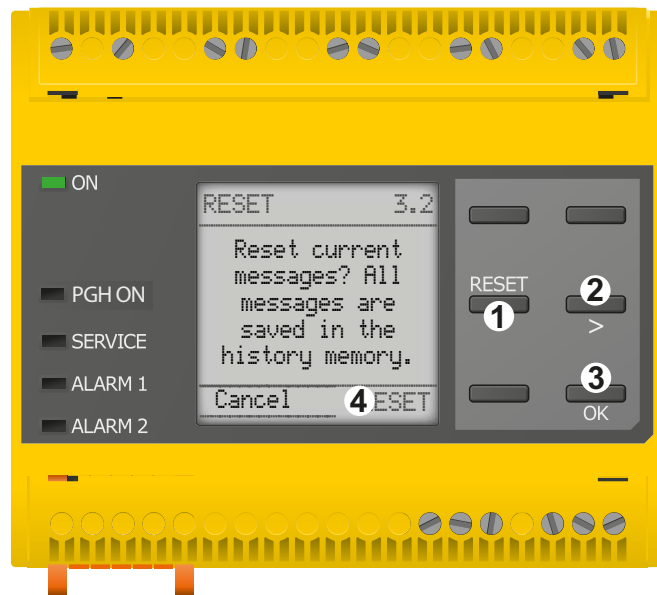 ON
PGH ON
SERVICE
ALARM 1
ALARM 2
RESET 3.2
Reset current
messages? All
messages are
saved in the
history memory.
Cancel 4 ESET
RESET
1
2
>
3
OK